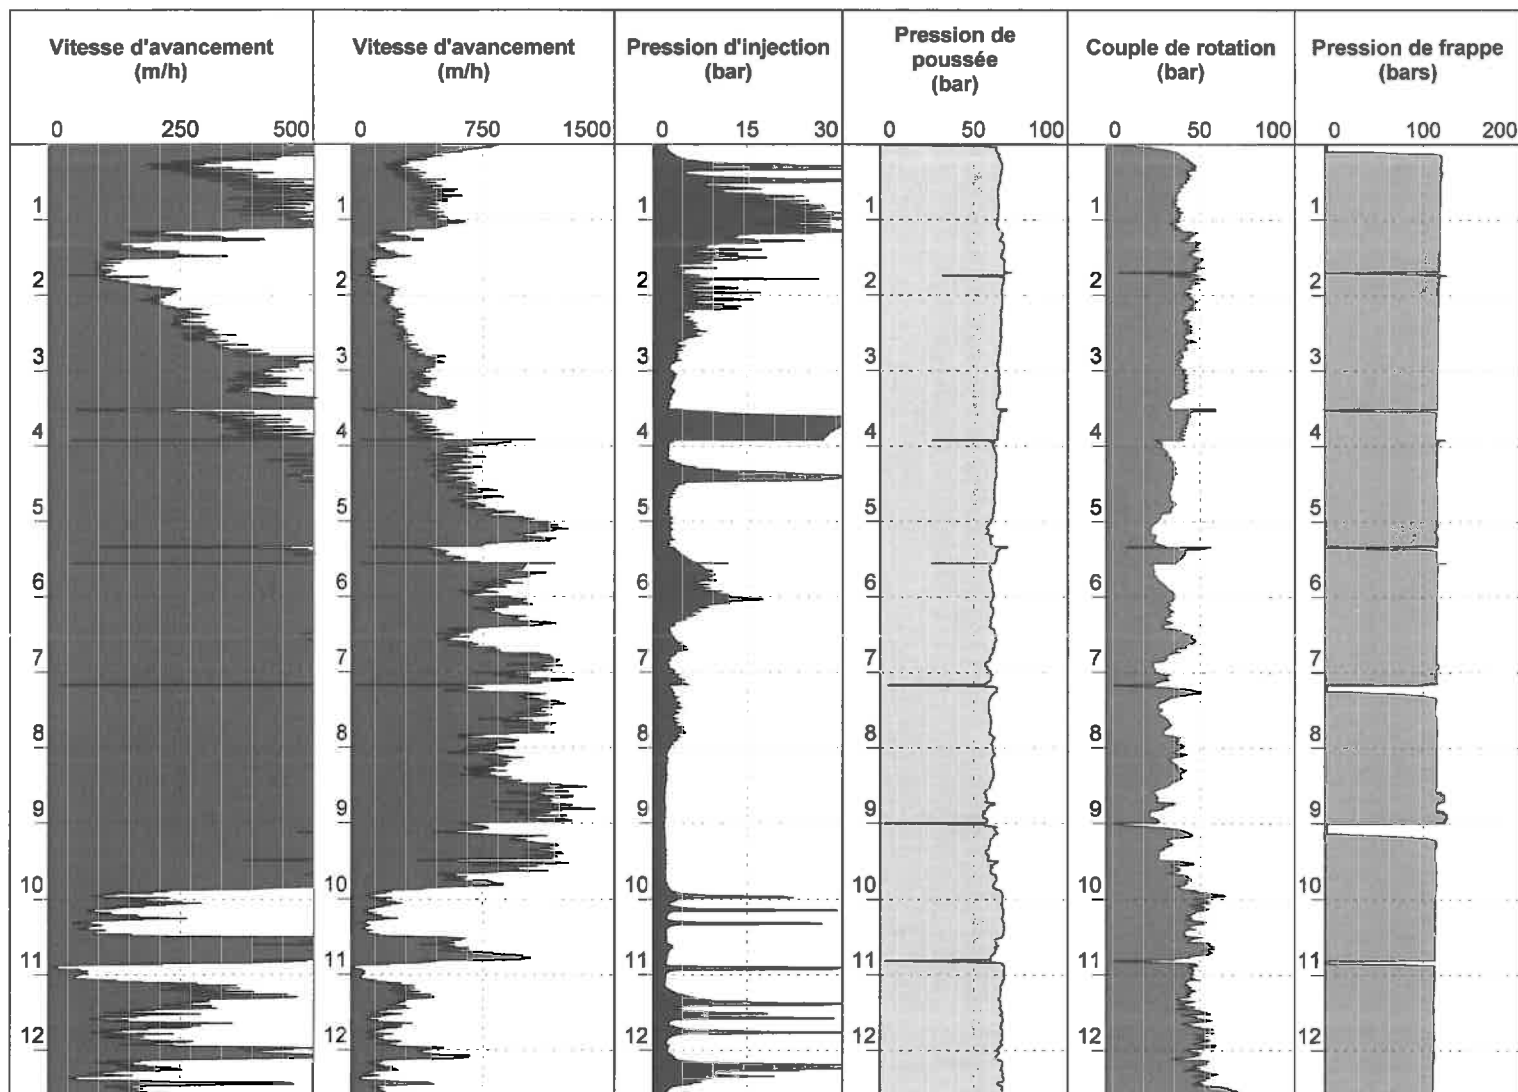 Vitesse d'avancement
(m/h)
Vitesse d'avancement
(m/h)
Pression d'injection
(bar)
Pression de
poussée
(bar)
Couple de rotation
(bar)
Pression de frappe
(bars)
0 250 500
0 750 1500
0 15 30
0 50 100
0 50 100
0 100 200
1 1 1 1 1 1
2 2 2 2 2 2
3 3 3 3 3 3
4 4 4 4 4 4
5 5 5 5 5 5
6 6 6 6 6 6
7 7 7 7 7 7
8 8 8 8 8 8
9 9 9 9 9 9
10 10 10 10 10 10
11 11 11 11 11 11
12 12 12 12 12 12